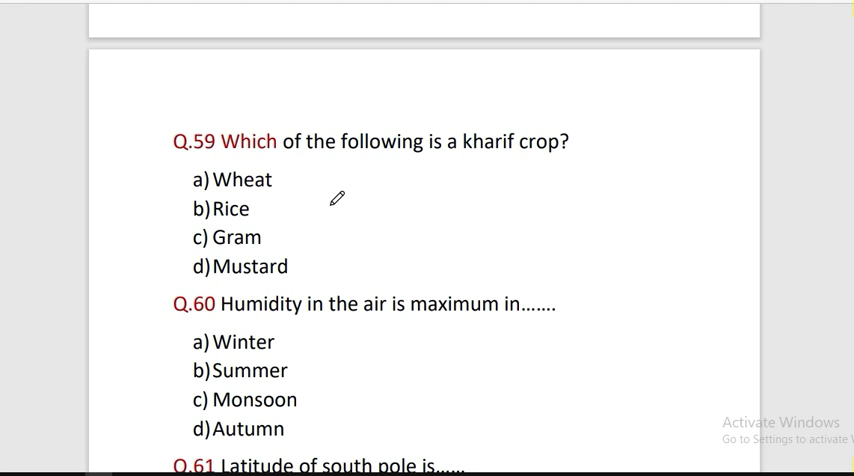 Q.59 Which of the following is a kharif crop?
a) Wheat
b) Rice
c) Gram
d) Mustard
Q.60 Humidity in the air is maximum in.......
a) Winter
b) Summer
c) Monsoon
d) Autumn
Activate Windows
Go to Settings to activate W
Q.61 Latitude of south pole is......